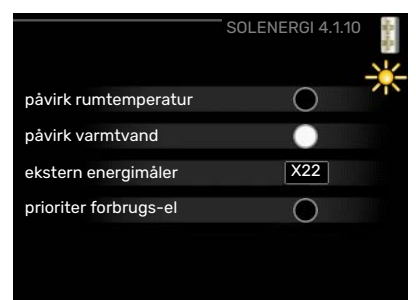 SOLENERGI 4.1.10
påvirk rumtemperatur
påvirk varmtvand
ekstern energimåler X22
prioriter forbrugs-el